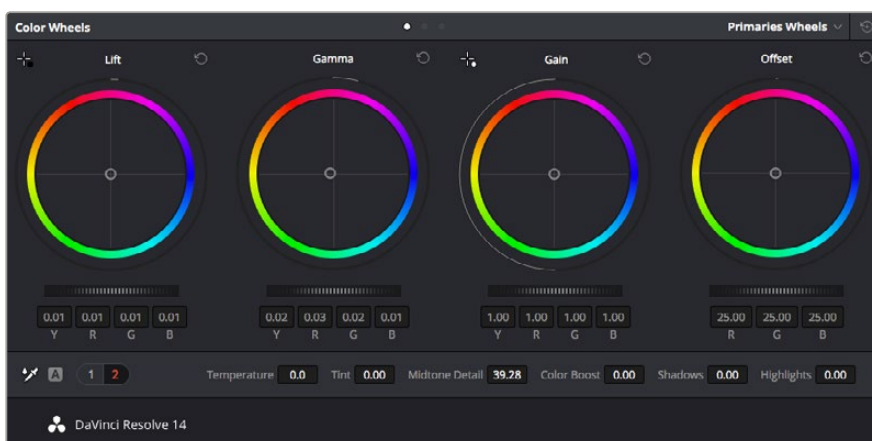 Color Wheels Primaries Wheels
Lift Gamma Gain Offset
0.01 0.01 0.01 0.01 0.02 0.03 0.02 0.01 1.00 1.00 1.00 1.00 25.00 25.00 25.00
Y R G B Y R G B Y R G B R G B
A 1 2 Temperature 0.0 Tint 0.00 Midtone Detail 39.28 Color Boost 0.00 Shadows 0.00 Highlights 0.00
DaVinci Resolve 14